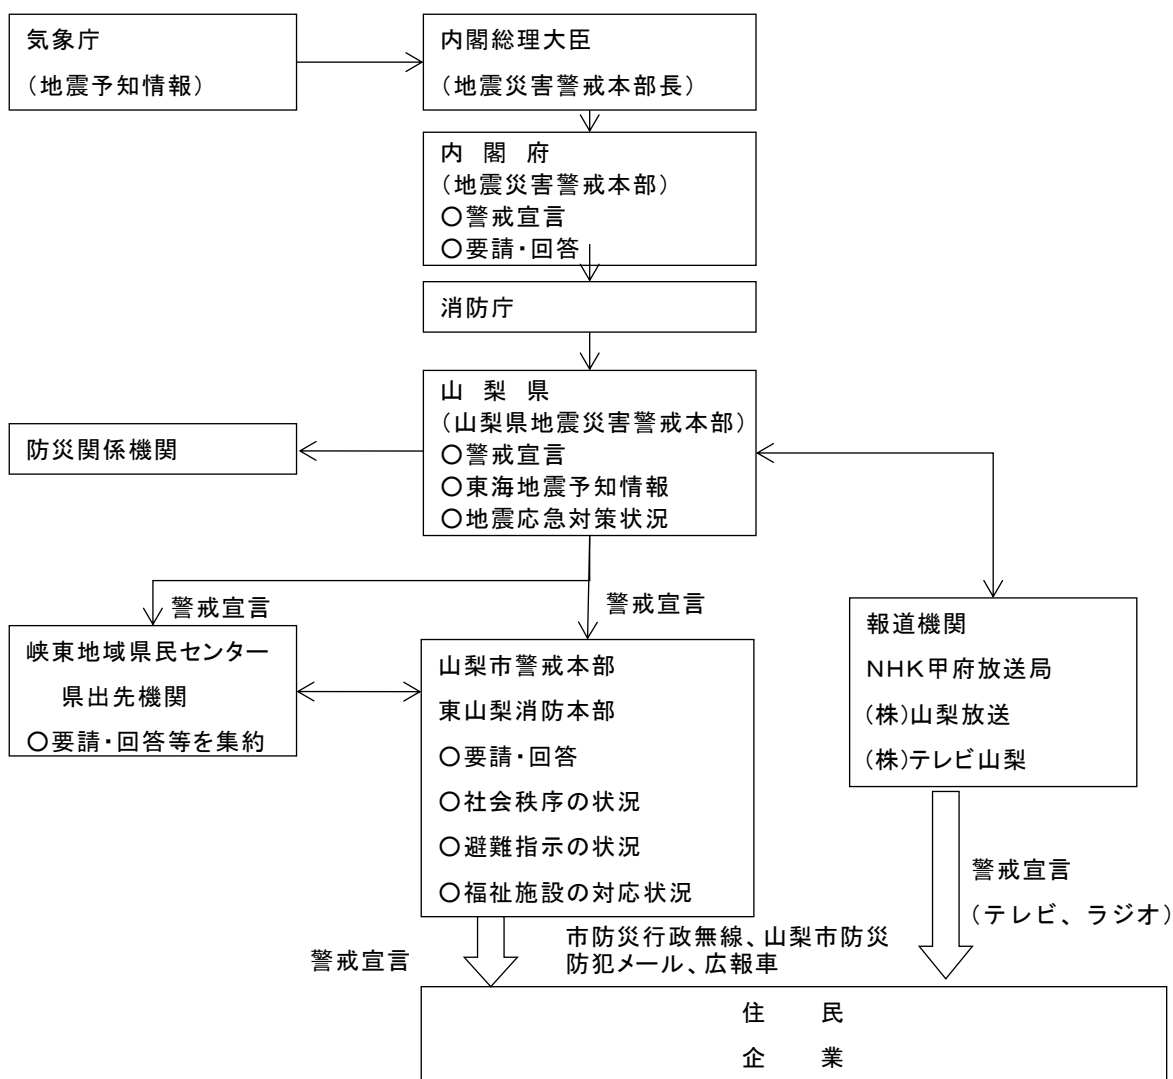 気象庁
(地震予知情報)
内閣総理大臣
(地震災害警戒本部長)
内 閣 府
(地震災害警戒本部)
○警戒宣言
○要請・回答
消防庁
山 梨 県
(山梨県地震災害警戒本部)
○警戒宣言
○東海地震予知情報
○地震応急対策状況
防災関係機関
警戒宣言
警戒宣言
峡東地域県民センター
県出先機関
○要請・回答等を集約
山梨市警戒本部
東山梨消防本部
○要請・回答
○社会秩序の状況
○避難指示の状況
○福祉施設の対応状況
報道機関
NHK甲府放送局
(株)山梨放送
(株)テレビ山梨
警戒宣言
(テレビ、ラジオ)
警戒宣言
市防災行政無線、山梨市防災
防犯メール、広報車
住 民
企 業